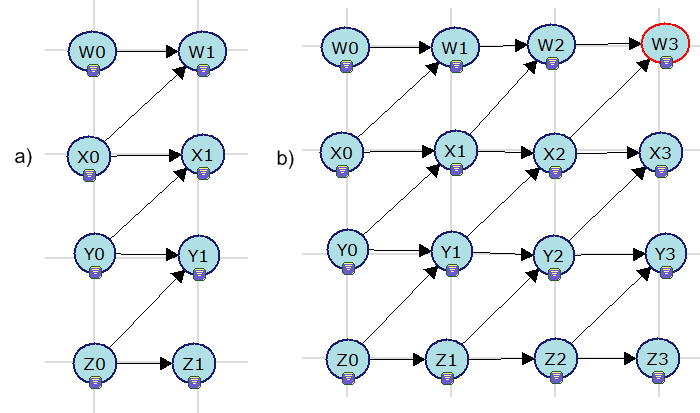 a)
W0 W1
X0 X1
Y0 Y1
Z0 Z1
b)
W0 W1 W2 W3
X0 X1 X2 X3
Y0 Y1 Y2 Y3
Z0 Z1 Z2 Z3